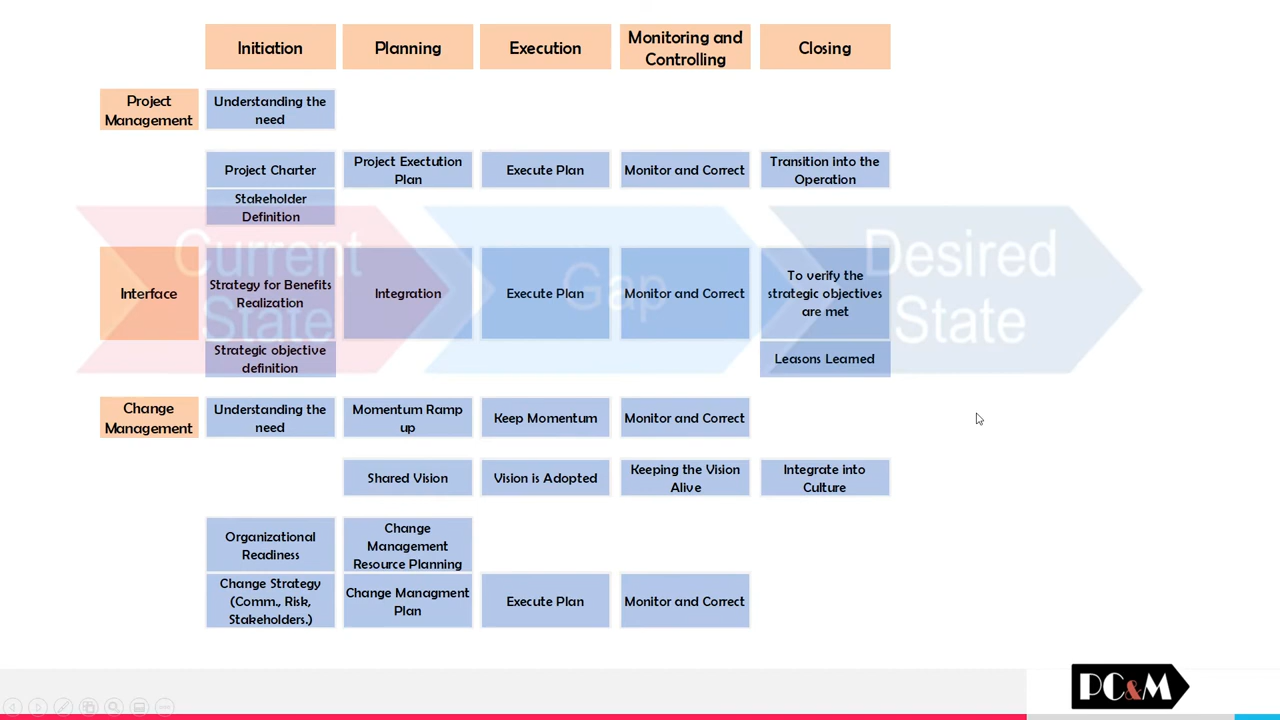 Initiation
Planning
Execution
Monitoring and
Controlling
Closing
Project
Management
Understanding the
need
Project Charter
Project Exectution
Plan
Execute Plan
Monitor and Correct
Transition into the
Operation
Stakeholder
Definition
Current
State
Gap
Desired
State
Interface
Strategy for Benefits
Realization
Integration
Execute Plan
Monitor and Correct
To verify the
strategic objectives
are met
Strategic objective
definition
Leasons Learned
Change
Management
Understanding the
need
Momentum Ramp
up
Keep Momentum
Monitor and Correct
Shared Vision
Vision is Adopted
Keeping the Vision
Alive
Integrate into
Culture
Organizational
Readiness
Change
Management
Resource Planning
Change Strategy
(Comm., Risk,
Stakeholders.)
Change Managment
Plan
Execute Plan
Monitor and Correct
PC&M